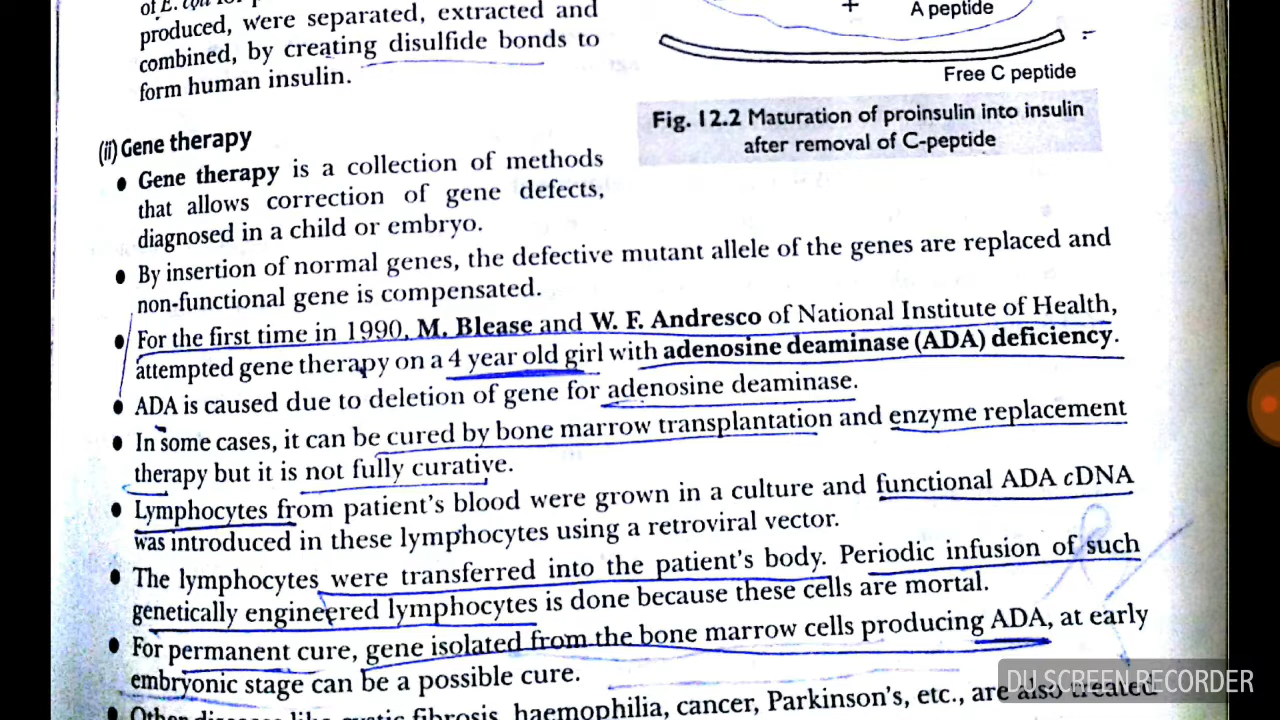 of E. coli for
produced, were separated, extracted and
combined, by creating disulfide bonds to
form human insulin.
+
A peptide
Free C peptide
Fig. 12.2 Maturation of proinsulin into insulin
after removal of C-peptide
(ii) Gene therapy
• Gene therapy is a collection of methods
that allows correction of gene defects,
diagnosed in a child or embryo.
• By insertion of normal genes, the defective mutant allele of the genes are replaced and
non-functional gene is compensated.
• For the first time in 1990, M. Blease and W. F. Andresco of National Institute of Health,
attempted gene therapy on a 4 year old girl with adenosine deaminase (ADA) deficiency.
• ADA is caused due to deletion of gene for adenosine deaminase.
• In some cases, it can be cured by bone marrow transplantation and enzyme replacement
therapy but it is not fully curative.
• Lymphocytes from patient's blood were grown in a culture and functional ADA cDNA
was introduced in these lymphocytes using a retroviral vector.
• The lymphocytes were transferred into the patient's body. Periodic infusion of such
genetically engineered lymphocytes is done because these cells are mortal.
• For permanent cure, gene isolated from the bone marrow cells producing ADA, at early
embryonic stage can be a possible cure.
• Other diseases like cystic fibrosis, haemophilia, cancer, Parkinson's, etc., are also treated
DU SCREEN RECORDER